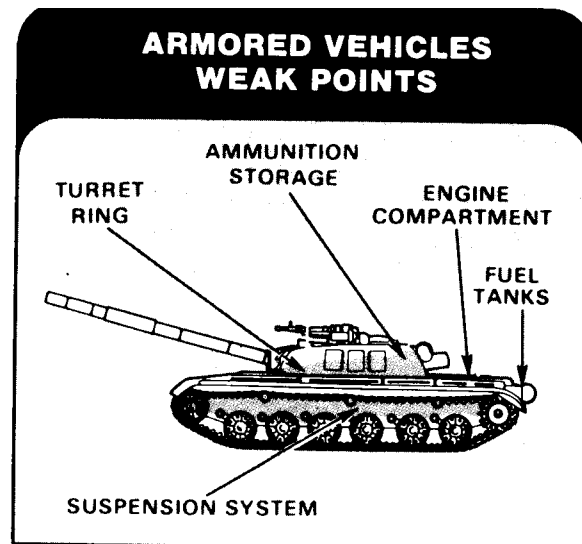 ARMORED VEHICLES
WEAK POINTS
AMMUNITION
STORAGE
TURRET
RING
ENGINE
COMPARTMENT
FUEL
TANKS
SUSPENSION SYSTEM